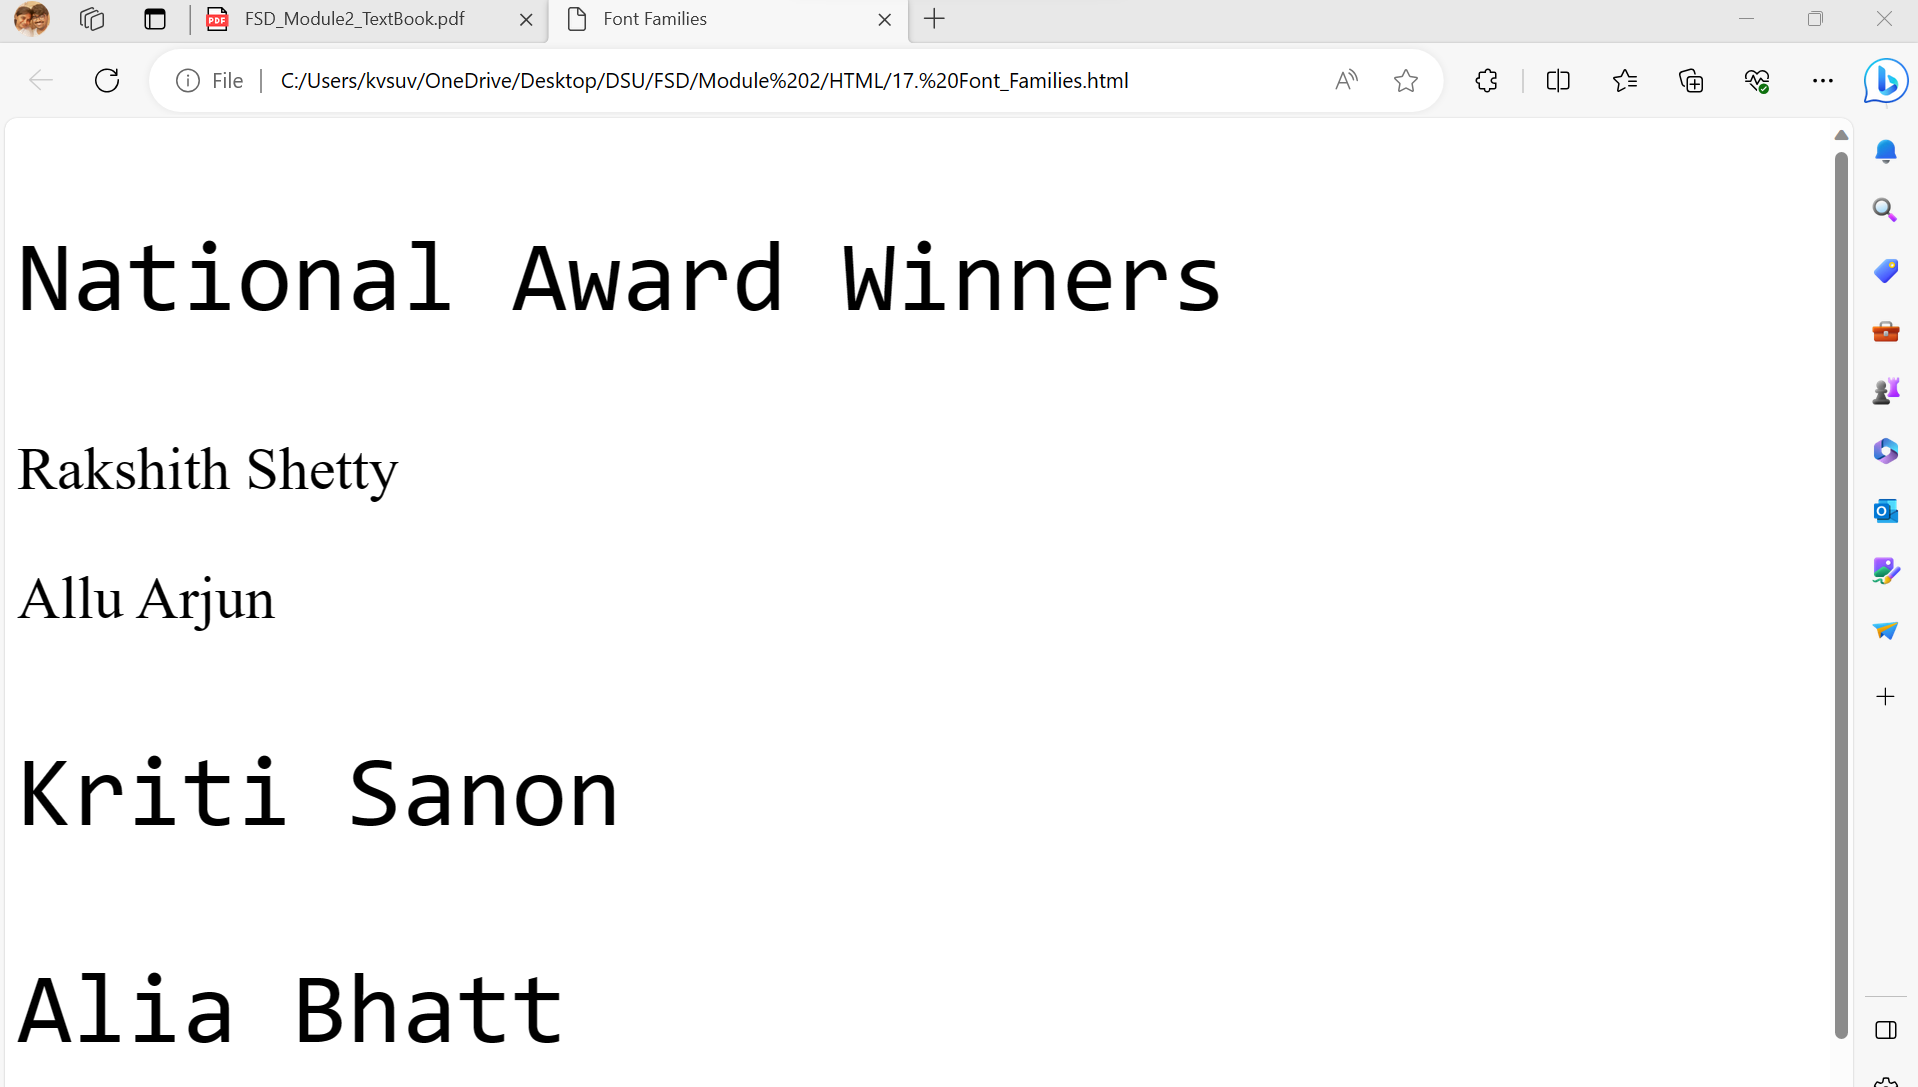 FSD_Module2_TextBook.pdf
Font Families
File
C:/Users/kvsuv/OneDrive/Desktop/DSU/FSD/Module%202/HTML/17.%20Font_Families.html
National Award Winners
Rakshith Shetty
Allu Arjun
Kriti Sanon
Alia Bhatt